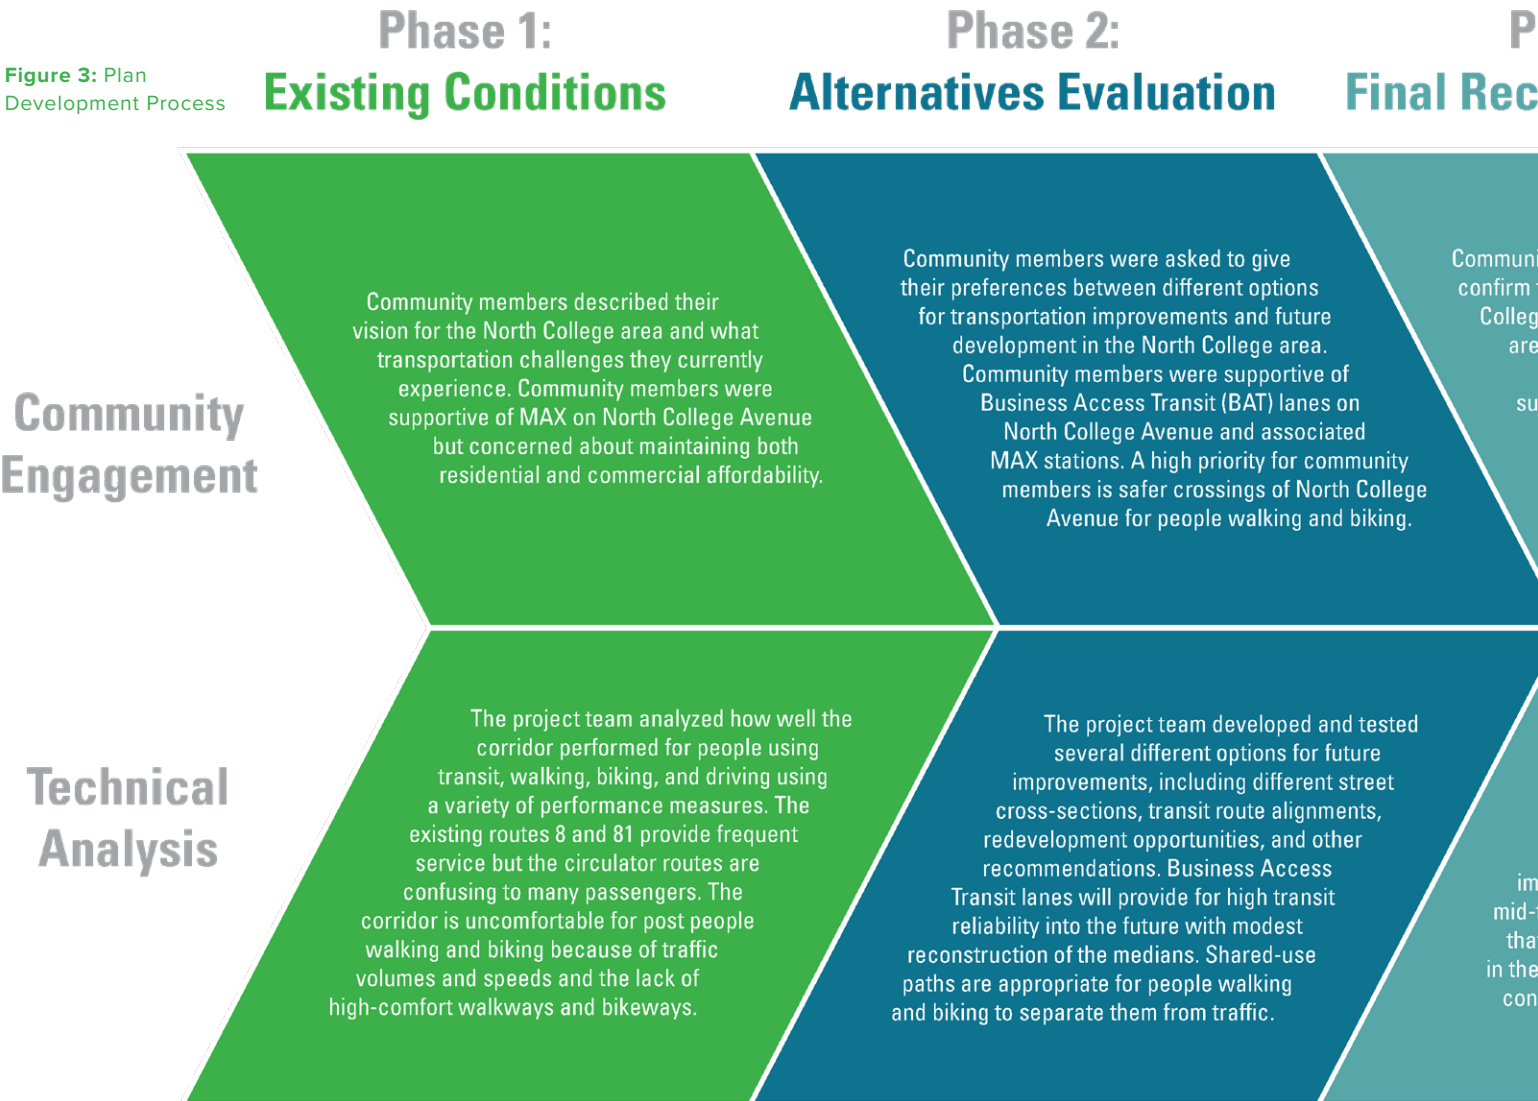 Phase 1:
Existing Conditions
Phase 2:
Alternatives Evaluation
P
Final Rec
Figure 3: Plan
Development Process
Community
Engagement
Community members described their
vision for the North College area and what
transportation challenges they currently
experience. Community members were
supportive of MAX on North College Avenue
but concerned about maintaining both
residential and commercial affordability.
Community members were asked to give
their preferences between different options
for transportation improvements and future
development in the North College area.
Community members were supportive of
Business Access Transit (BAT) lanes on
North College Avenue and associated
MAX stations. A high priority for community
members is safer crossings of North College
Avenue for people walking and biking.
Communi
confirm
Colleg
are
su
Technical
Analysis
The project team analyzed how well the
corridor performed for people using
transit, walking, biking, and driving using
a variety of performance measures. The
existing routes 8 and 81 provide frequent
service but the circulator routes are
confusing to many passengers. The
corridor is uncomfortable for post people
walking and biking because of traffic
volumes and speeds and the lack of
high-comfort walkways and bikeways.
The project team developed and tested
several different options for future
improvements, including different street
cross-sections, transit route alignments,
redevelopment opportunities, and other
recommendations. Business Access
Transit lanes will provide for high transit
reliability into the future with modest
reconstruction of the medians. Shared-use
paths are appropriate for people walking
and biking to separate them from traffic.
im
mid-
tha
in the
con